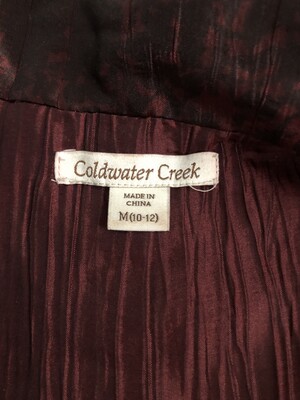 Coldwater Creek
MADE IN
CHINA
M(10-12)